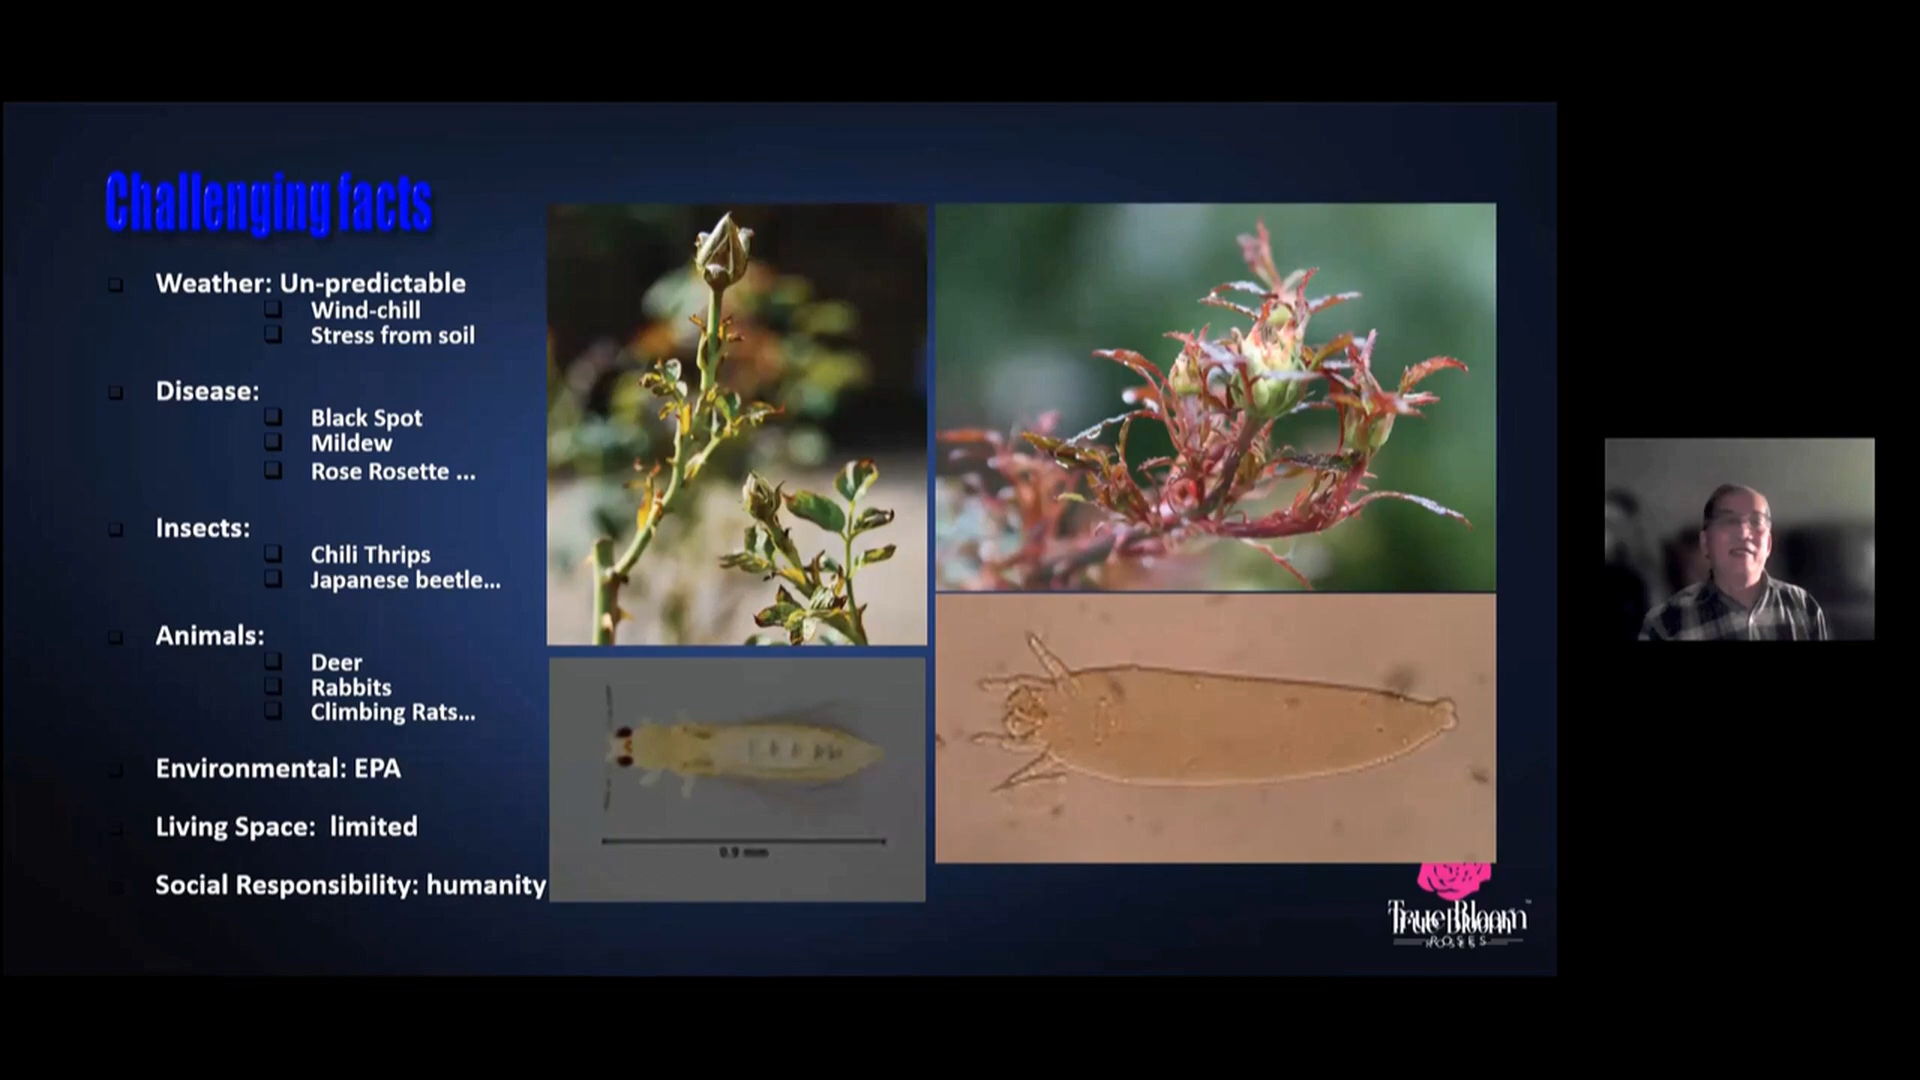 Challenging facts
Weather: Un-predictable
Wind-chill
Stress from soil
Disease:
Black Spot
Mildew
Rose Rosette ...
Insects:
Chili Thrips
Japanese beetle...
Animals:
Deer
Rabbits
Climbing Rats...
Environmental: EPA
Living Space: limited
Social Responsibility: humanity
0.9 mm
True Bloom™
ROSES